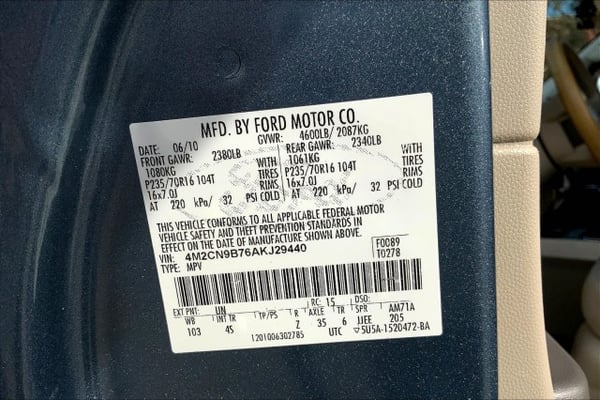 MFD. BY FORD MOTOR CO.
DATE: 06/10 GVWR: 4600LB/ 2087KG
FRONT GAWR: 2380LB REAR GAWR: 2340LB
1080KG WITH 1061KG WITH
P235/70R16 104T TIRES P235/70R16 104T TIRES
16x7.0J RIMS 16x7.0J RIMS
AT 220 kPa/ 32 PSI COLD AT 220 kPa/ 32 PSI COLD
THIS VEHICLE CONFORMS TO ALL APPLICABLE FEDERAL MOTOR
VEHICLE SAFETY AND THEFT PREVENTION STANDARDS IN
EFFECT ON THE DATE OF MANUFACTURE SHOWN ABOVE.
VIN: 4M2CN9B76AKJ29440 F0089
TYPE: MPV T0278
EXT PNT: UN RC: 15 DSO:
WB INT TR TP/PS R AXLE TR SPR AM71A
103 4S Z 35 6 JJEE 205
1201006302785 UTC ▽5U5A-1520472-BA